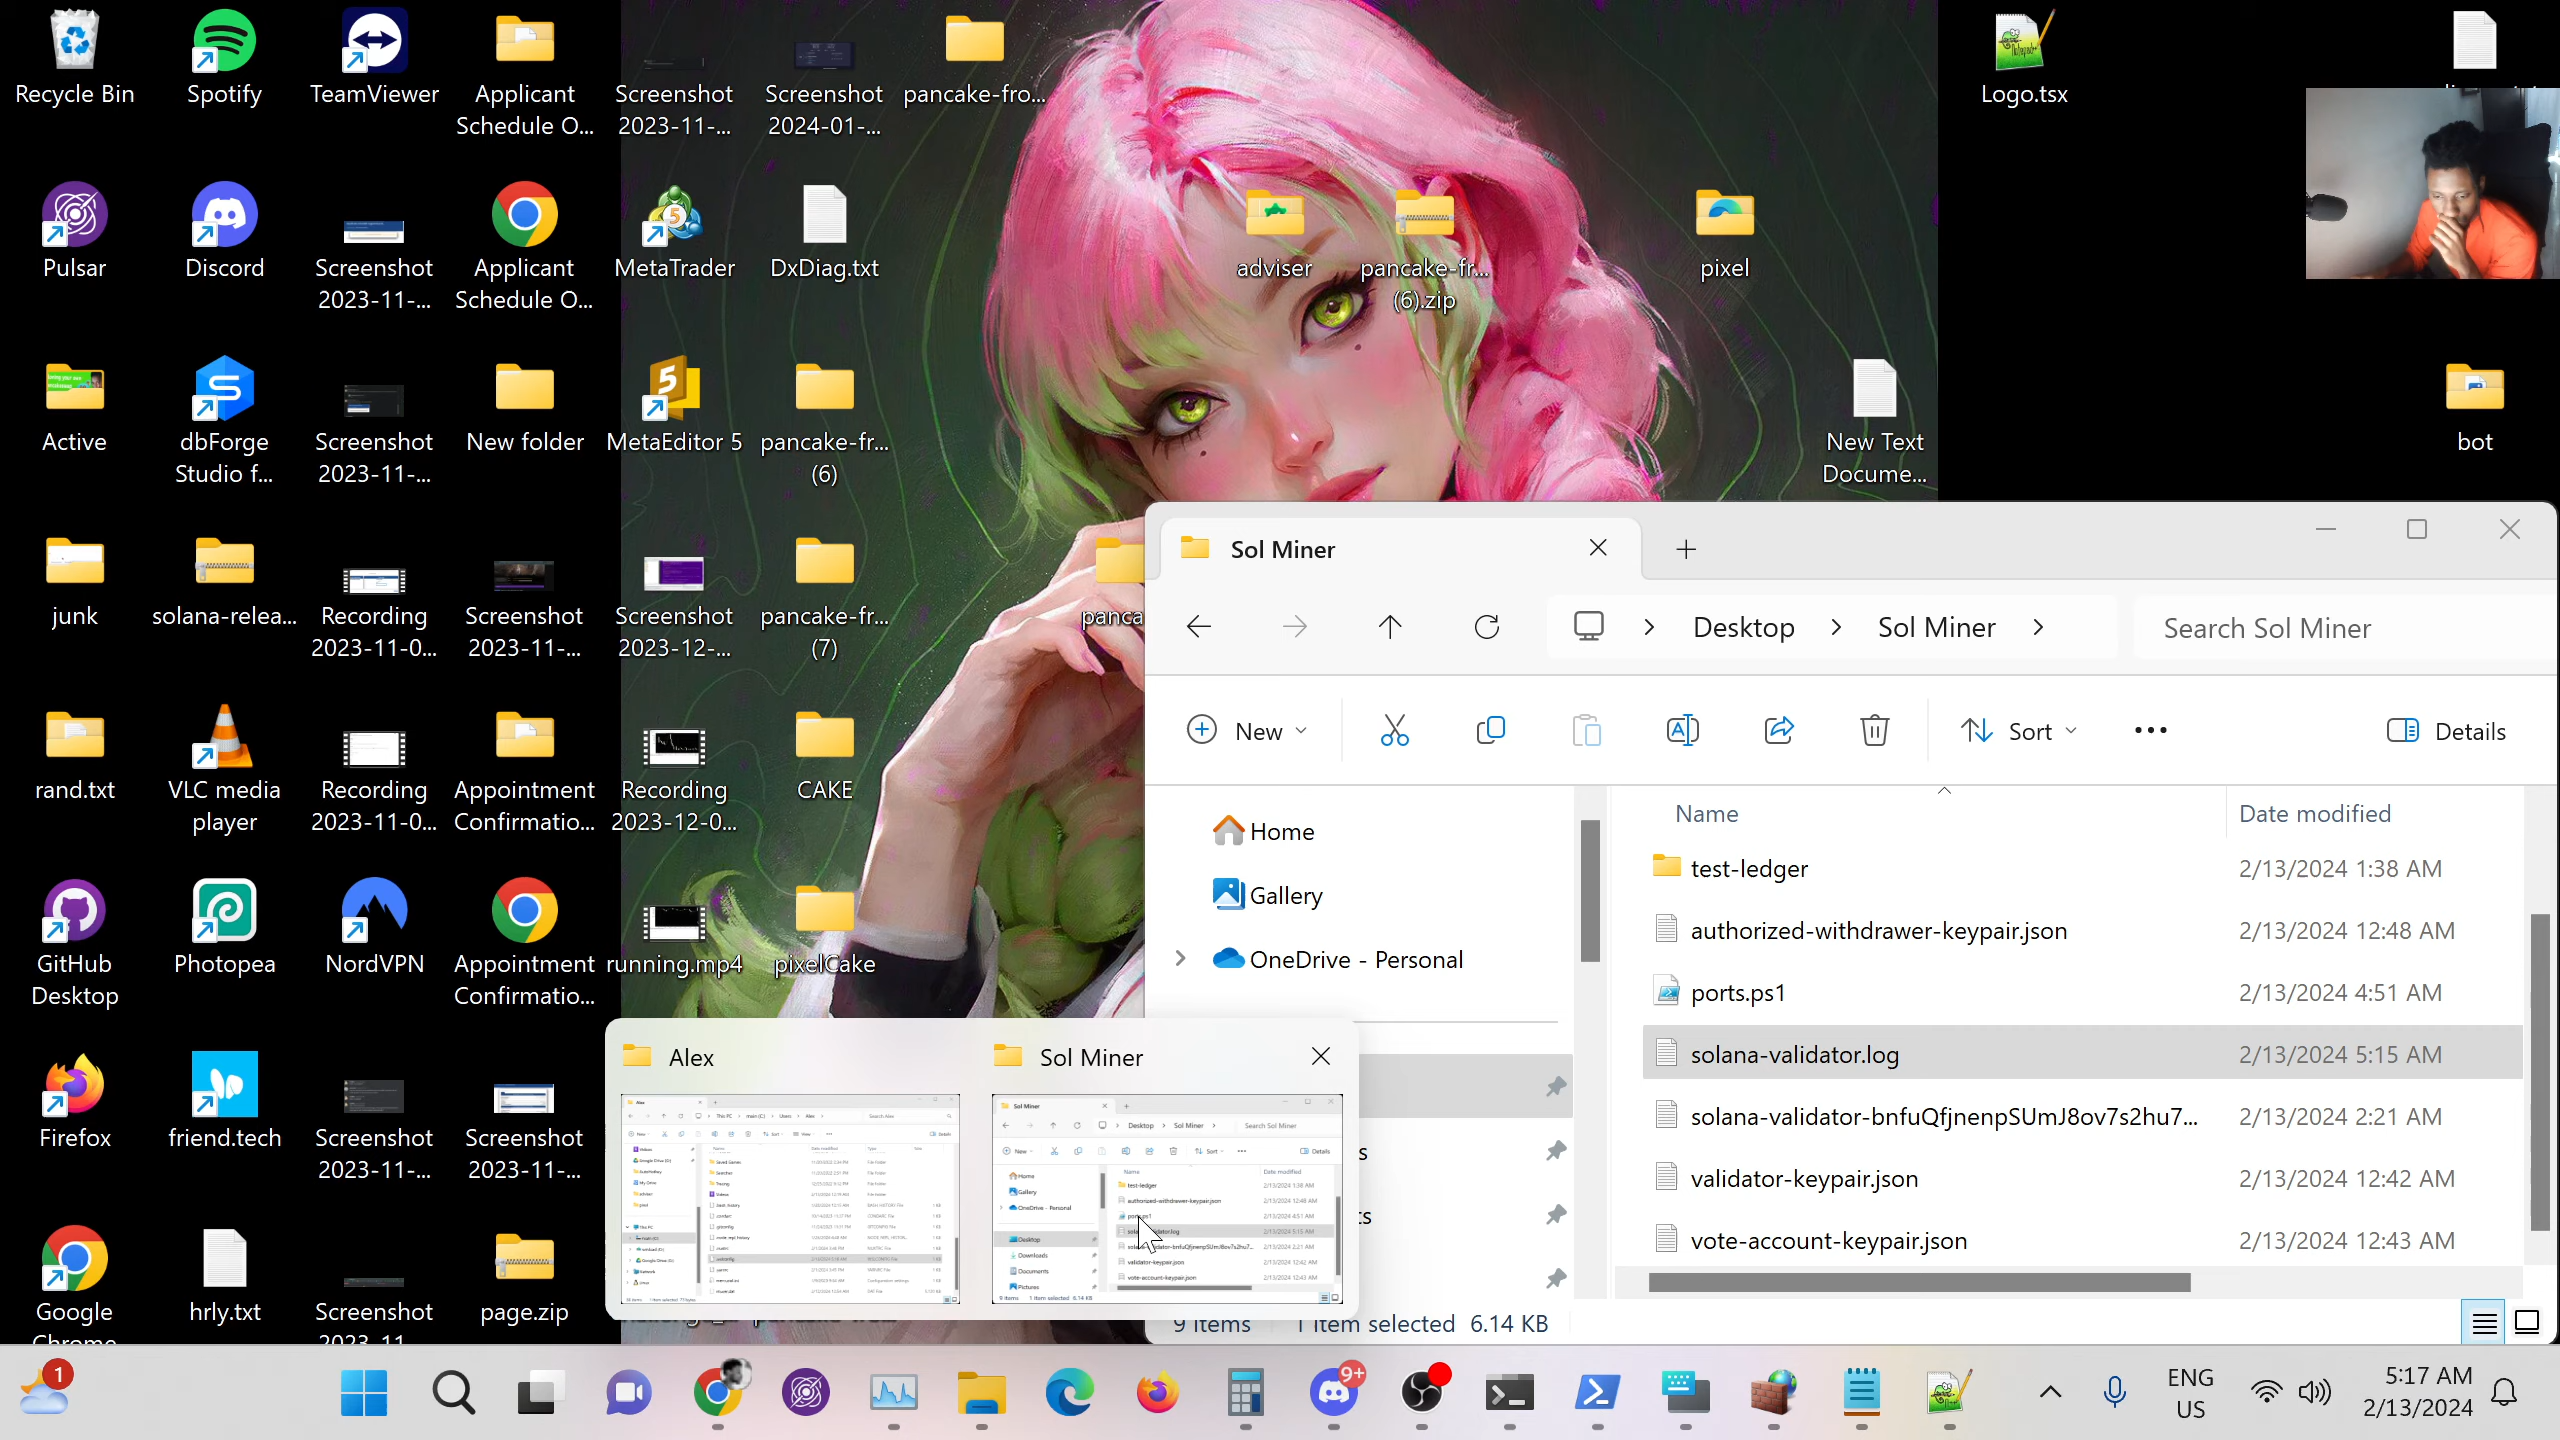 Recycle Bin
Spotify
TeamViewer
Applicant
Schedule O...
Screenshot
2023-11-...
Screenshot
2024-01-...
pancake-fro...
Logo.tsx
Pulsar
Discord
Screenshot
2023-11-...
Applicant
Schedule O...
MetaTrader
DxDiag.txt
adviser
pancake-fr...
(6).zip
pixel
Active
dbForge
Studio f...
Screenshot
2023-11-...
New folder
MetaEditor 5
pancake-fr...
(6)
New Text
Docume...
bot
junk
solana-relea...
Recording
2023-11-0...
Screenshot
2023-11-...
Screenshot
2023-12-...
pancake-fr...
(7)
panca
rand.txt
VLC media
player
Recording
2023-11-0...
Appointment
Confirmatio...
Recording
2023-12-0...
CAKE
GitHub
Desktop
Photopea
NordVPN
Appointment
Confirmatio...
running.mp4
pixelCake
Firefox
friend.tech
Screenshot
2023-11-...
Screenshot
2023-11-...
Google
Chrome
hrly.txt
Screenshot
2023-11
page.zip
Sol Miner
Desktop
Sol Miner
Search Sol Miner
New
Sort
Details
Home
Gallery
OneDrive - Personal
Name
Date modified
test-ledger
2/13/2024 1:38 AM
authorized-withdrawer-keypair.json
2/13/2024 12:48 AM
ports.ps1
2/13/2024 4:51 AM
solana-validator.log
2/13/2024 5:15 AM
solana-validator-bnfuQfjnenpSUmJ8ov7s2hu7...
2/13/2024 2:21 AM
validator-keypair.json
2/13/2024 12:42 AM
vote-account-keypair.json
2/13/2024 12:43 AM
9 items
1 item selected 6.14 KB
Alex
Sol Miner
1
9+
ENG
US
5:17 AM
2/13/2024